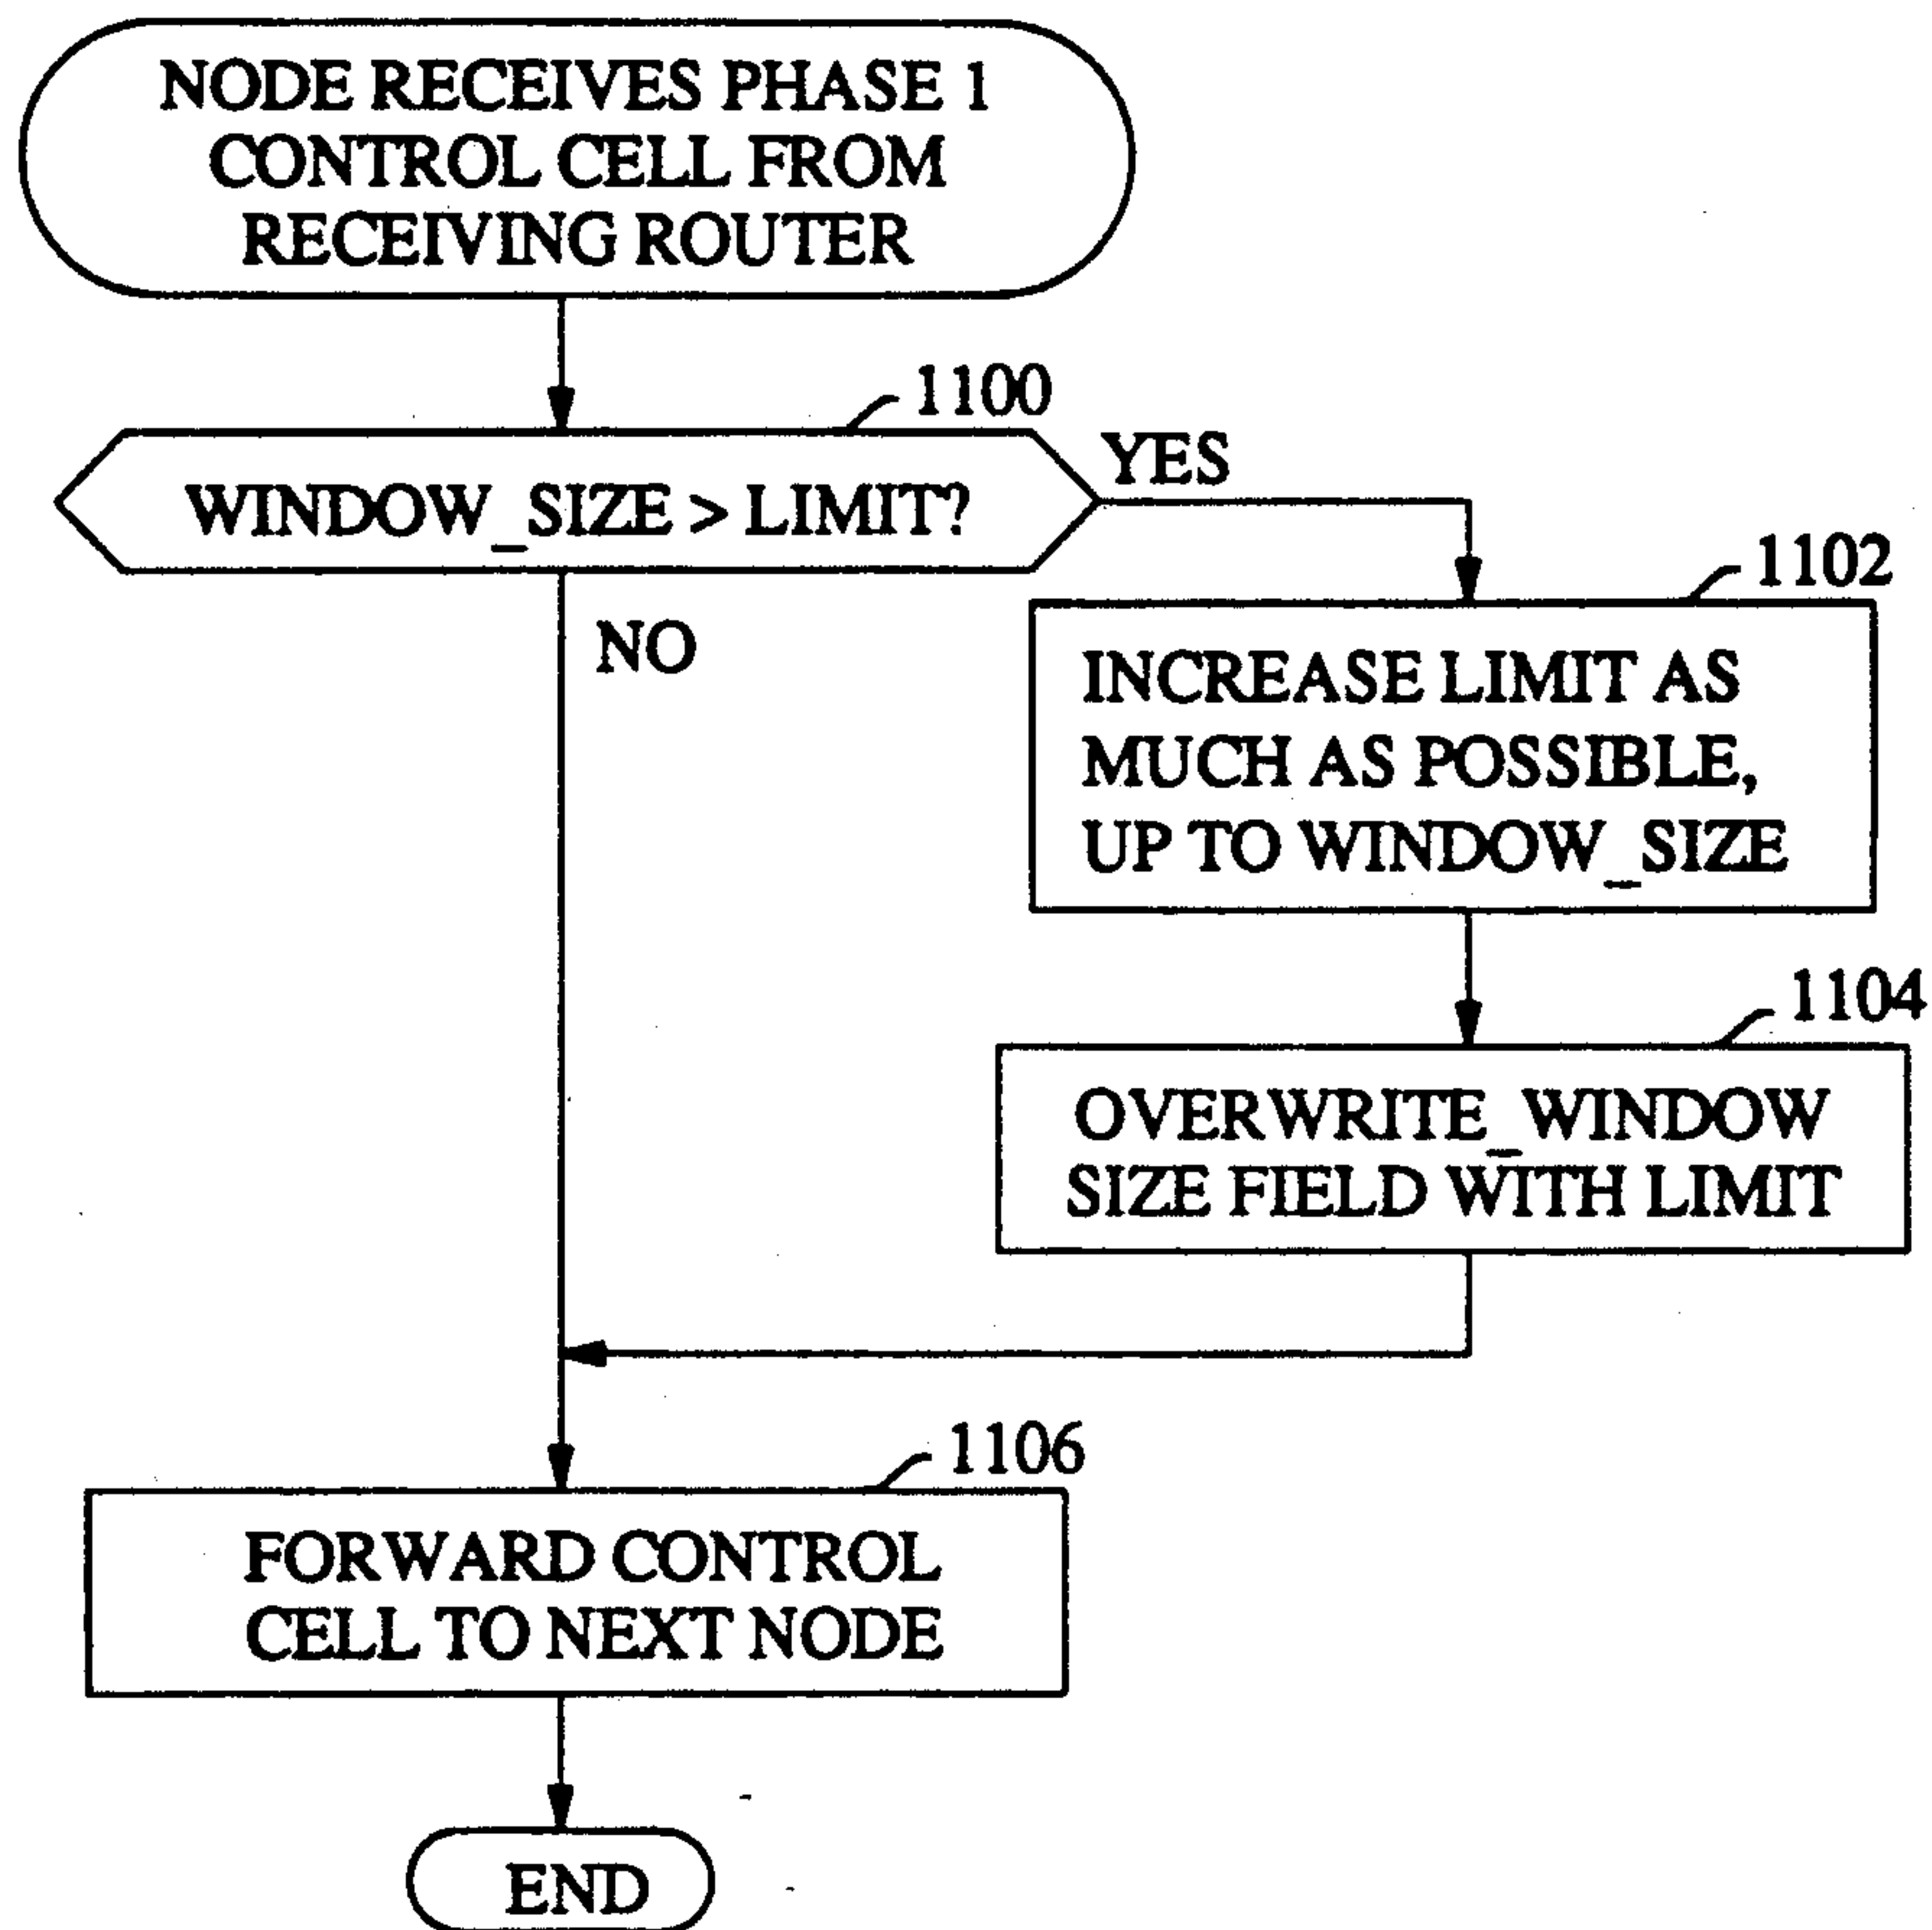 NODE RECEIVES PHASE 1
CONTROL CELL FROM
RECEIVING ROUTER
1100
WINDOW_SIZE > LIMIT?
YES
NO
1102
INCREASE LIMIT AS
MUCH AS POSSIBLE,
UP TO WINDOW_SIZE
1104
OVERWRITE_WINDOW
SIZE FIELD WITH LIMIT
1106
FORWARD CONTROL
CELL TO NEXT NODE
END